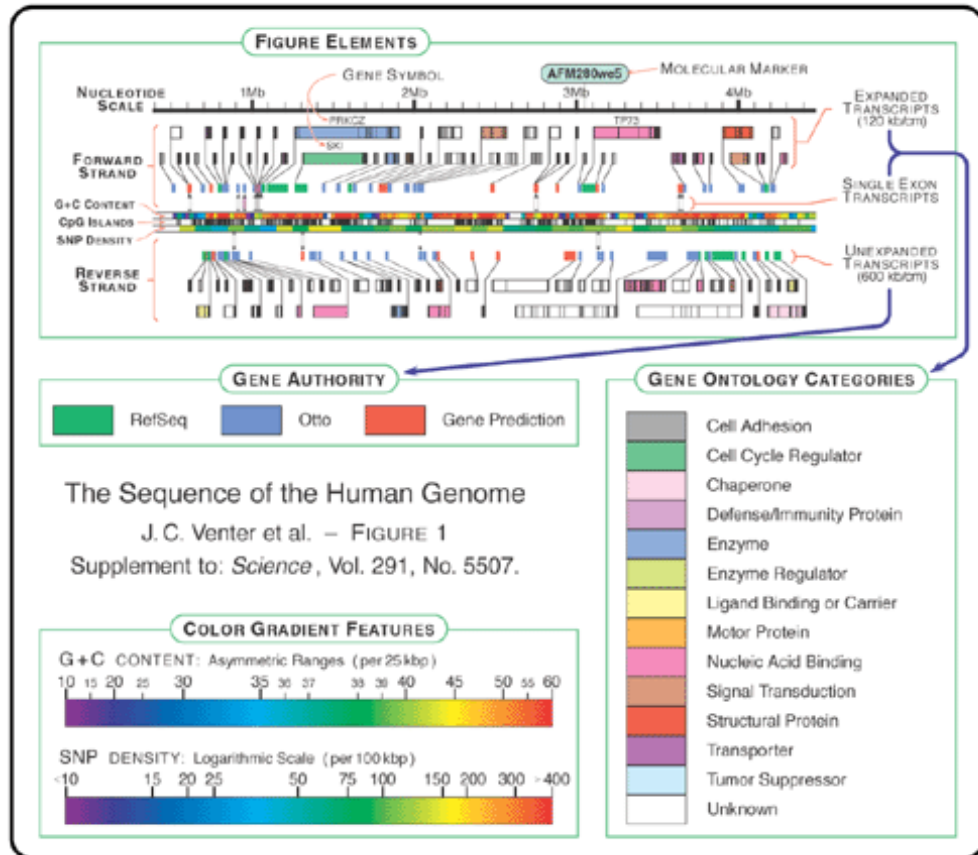 FIGURE ELEMENTS
GENE SYMBOL
AFM280we5
MOLECULAR MARKER
NUCLEOTIDE SCALE
1Mb 2Mb 3Mb 4Mb
EXPANDED TRANSCRIPTS (120 kb/cm)
PRKCZ
TP73
SKI
FORWARD STRAND
SINGLE EXON TRANSCRIPTS
G+C CONTENT
CPG ISLANDS
SNP DENSITY
UNEXPANDED TRANSCRIPTS (600 kb/cm)
REVERSE STRAND
GENE AUTHORITY
RefSeq Otto Gene Prediction
The Sequence of the Human Genome
J. C. Venter et al. – FIGURE 1
Supplement to: Science, Vol. 291, No. 5507.
COLOR GRADIENT FEATURES
G+C CONTENT: Asymmetric Ranges (per 25 kbp)
10 15 20 25 30 35 36 37 38 39 40 45 50 55 60
SNP DENSITY: Logarithmic Scale (per 100 kbp)
<10 15 20 25 50 75 100 150 200 300 >400
GENE ONTOLOGY CATEGORIES
Cell Adhesion
Cell Cycle Regulator
Chaperone
Defense/Immunity Protein
Enzyme
Enzyme Regulator
Ligand Binding or Carrier
Motor Protein
Nucleic Acid Binding
Signal Transduction
Structural Protein
Transporter
Tumor Suppressor
Unknown